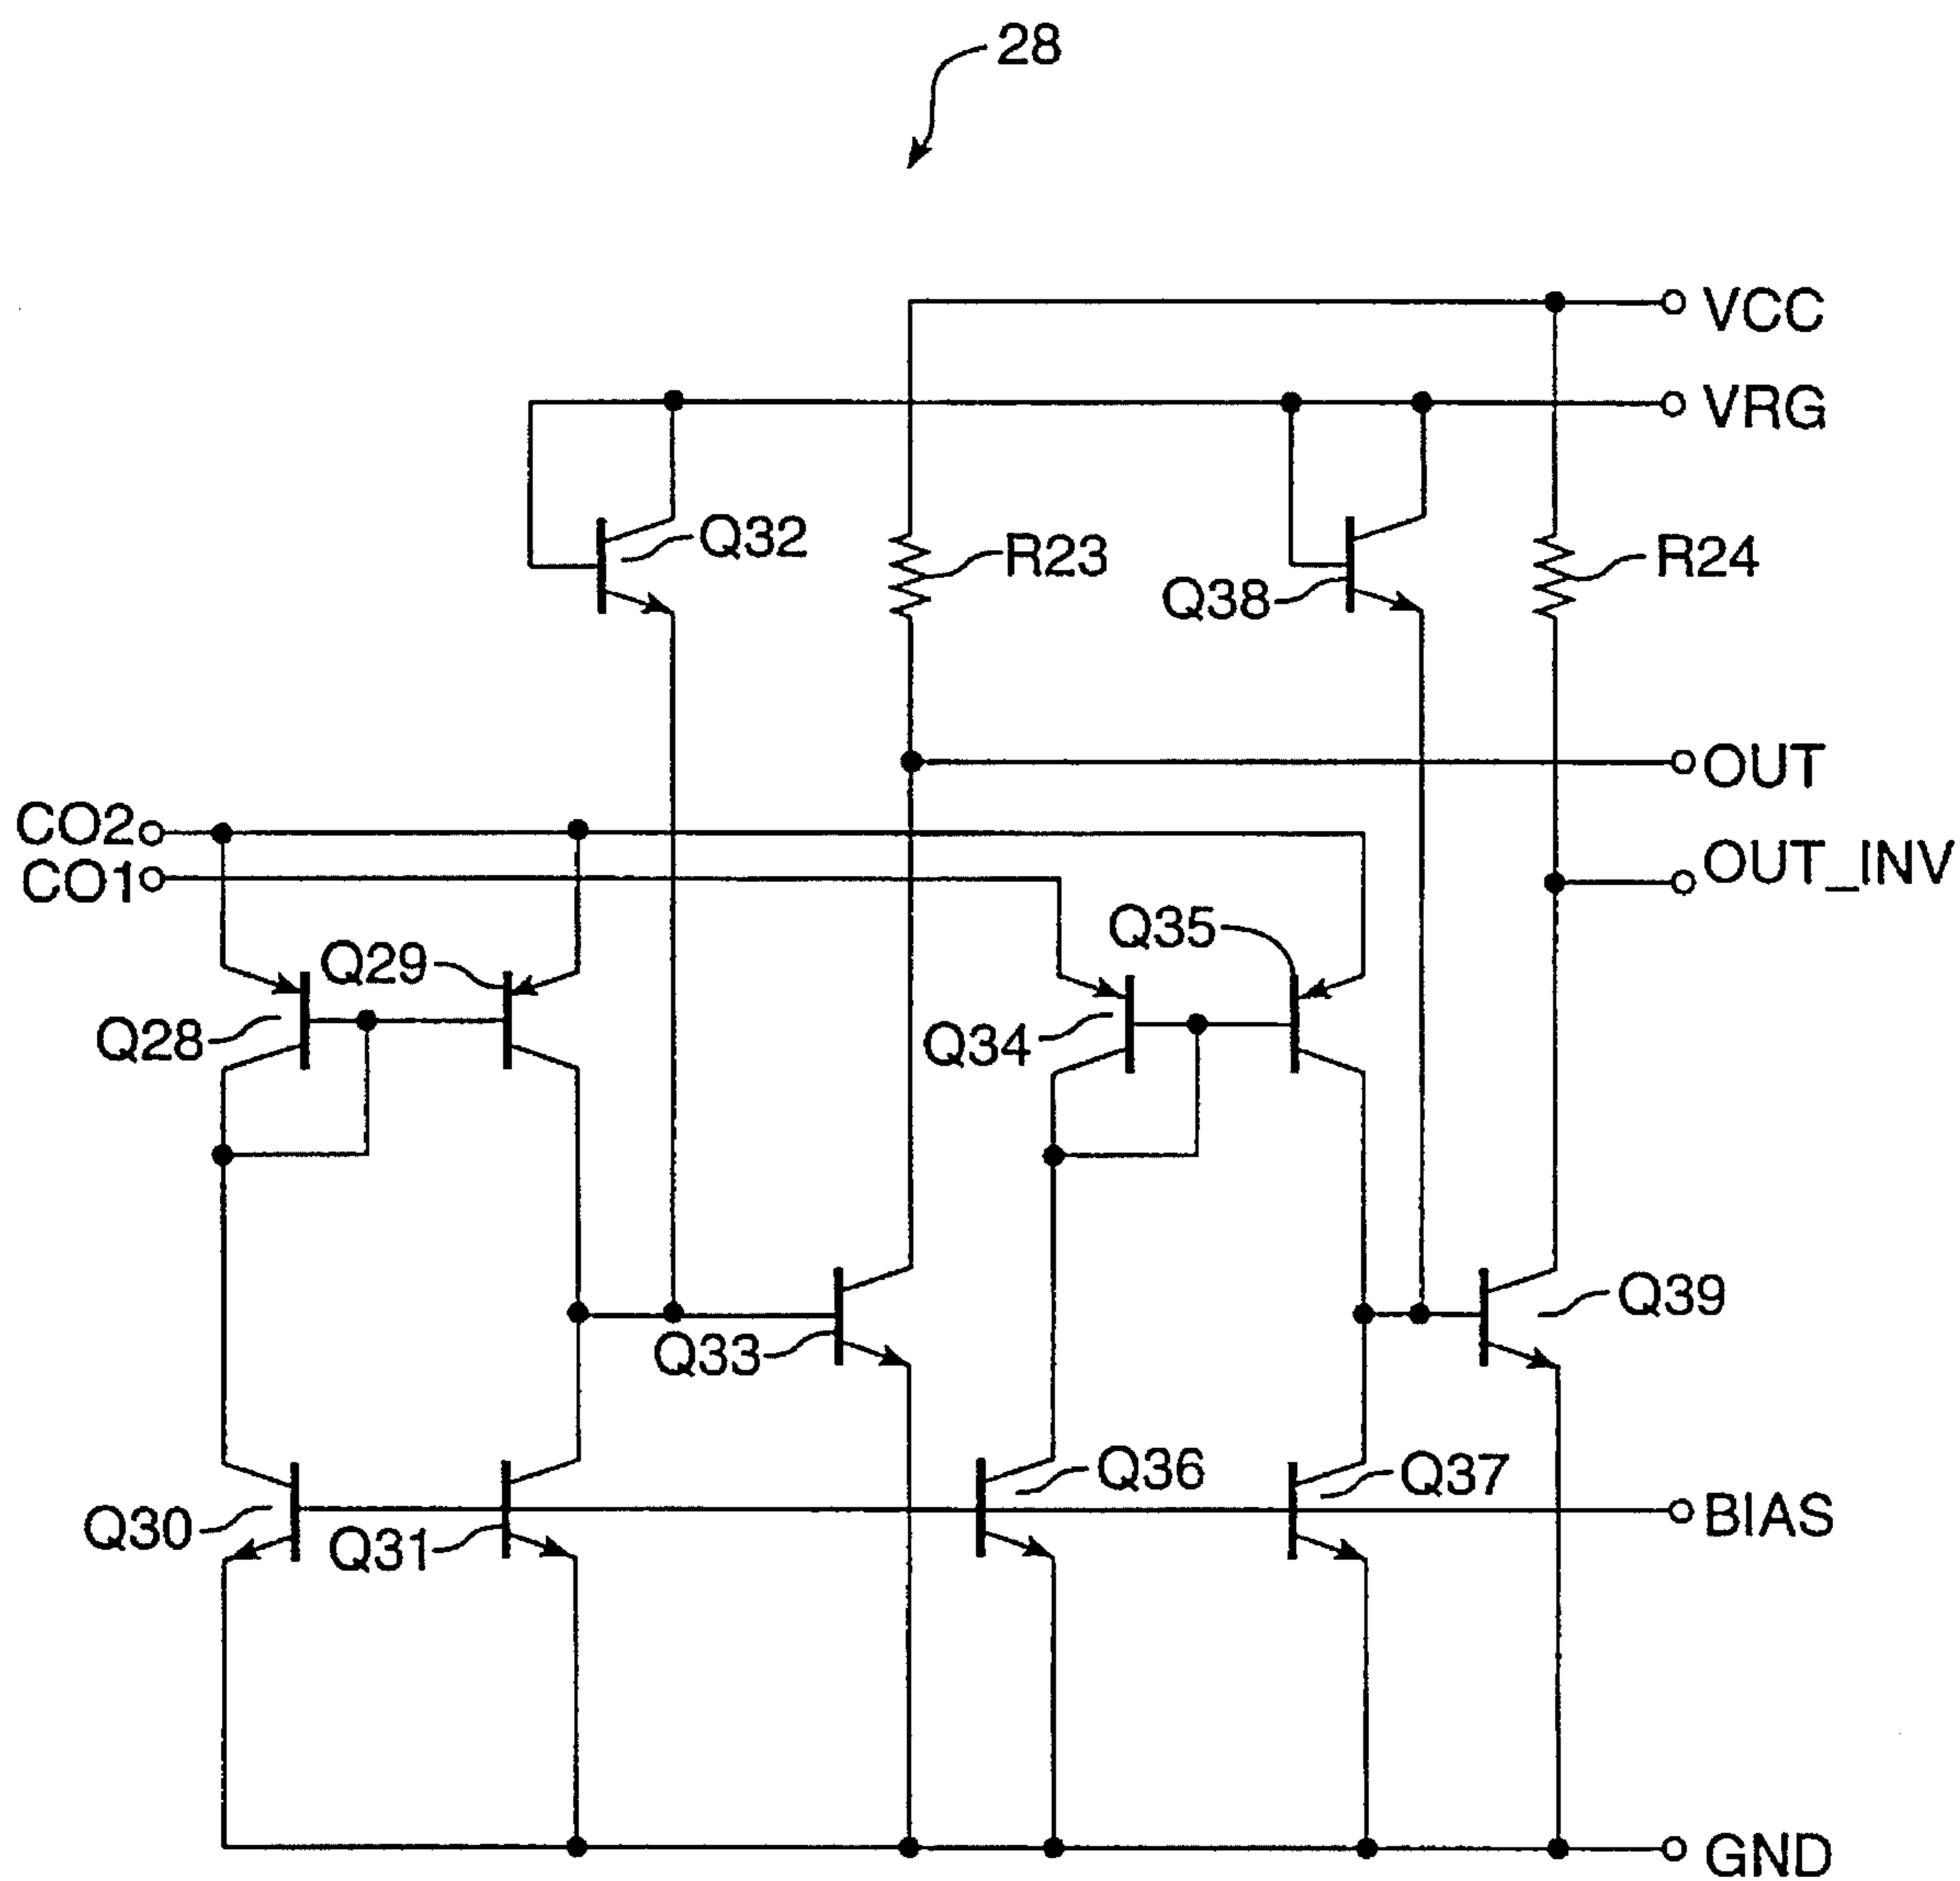 28
VCC
VRG
Q32
R23
Q38
R24
OUT
CO2
CO1
OUT_INV
Q35
Q29
Q28
Q34
Q39
Q33
Q36
Q37
Q30
Q31
BIAS
GND